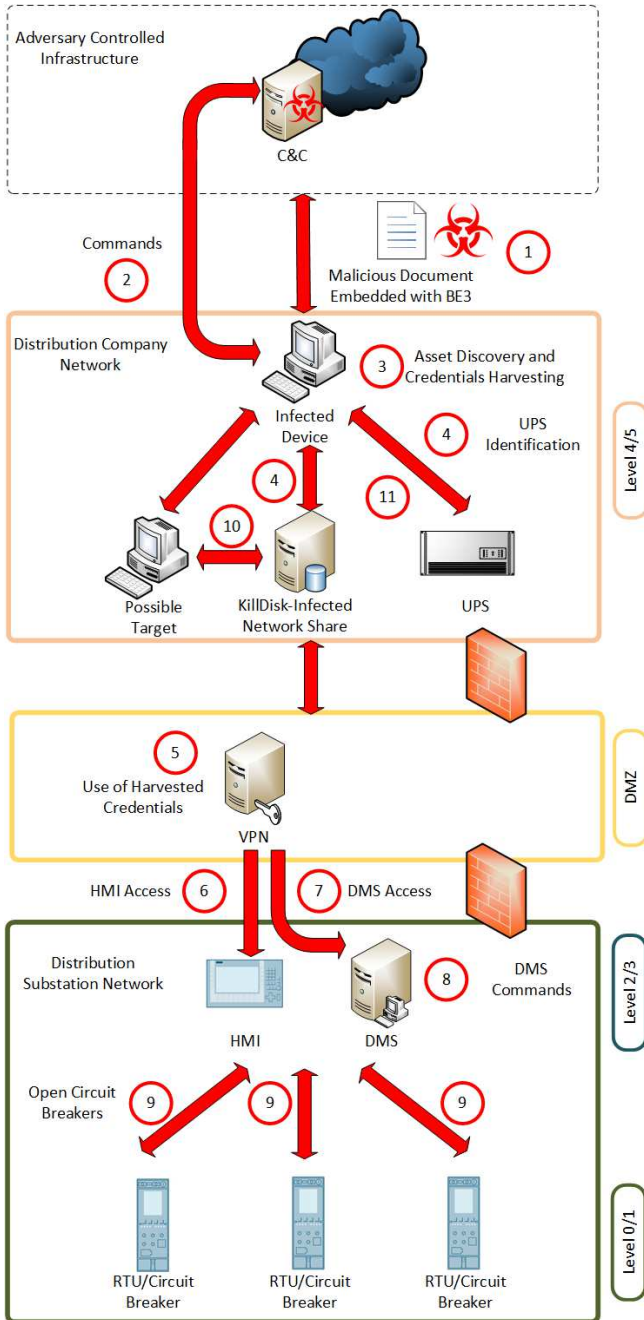 Adversary Controlled
Infrastructure
C&C
Commands
2
1
Malicious Document
Embedded with BE3
Distribution Company
Network
3
Asset Discovery and
Credentials Harvesting
Infected
Device
4
UPS
Identification
4
11
10
Possible
Target
KillDisk-Infected
Network Share
UPS
Level 4/5
5
Use of Harvested
Credentials
VPN
DMZ
HMI Access
6
7
DMS Access
Distribution
Substation Network
8
DMS
Commands
HMI
DMS
Level 2/3
Open Circuit
Breakers
9
9
9
RTU/Circuit
Breaker
RTU/Circuit
Breaker
RTU/Circuit
Breaker
Level 0/1